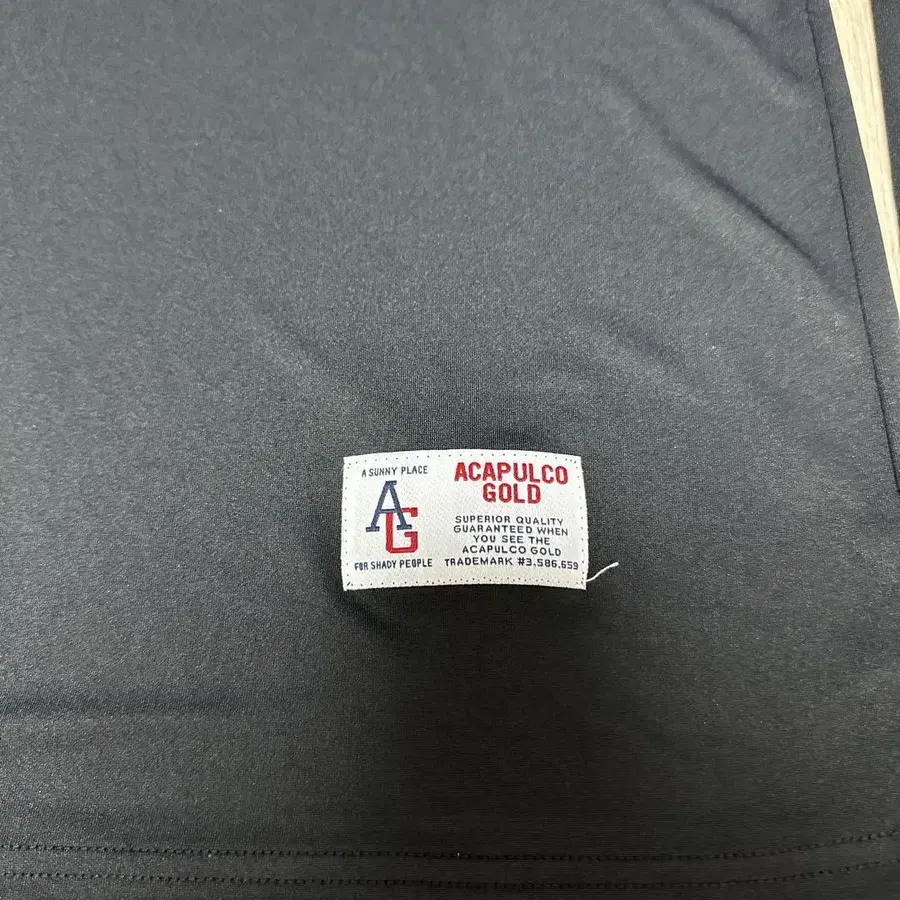 A SUNNY PLACE
AG
FOR SHADY PEOPLE
ACAPULCO
GOLD
SUPERIOR QUALITY
GUARANTEED WHEN
YOU SEE THE
ACAPULCO GOLD
TRADEMARK #3,586,659